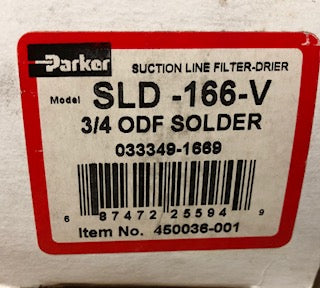 Parker SUCTION LINE FILTER-DRIER
Model SLD -166-V
3/4 ODF SOLDER
033349-1669
6 87472 25594 9
Item No. 450036-001